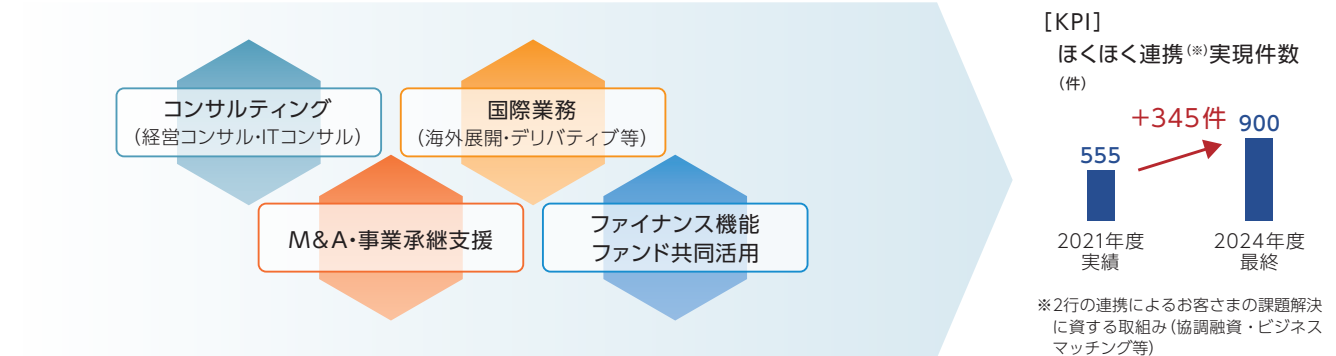 コンサルティング
（経営コンサル・ITコンサル）
国際業務
（海外展開・デリバティブ等）
M&A・事業承継支援
ファイナンス機能
ファンド共同活用
［KPI］
ほくほく連携(※)実現件数
（件）
+345件
555
900
2021年度
実績
2024年度
最終
※2行の連携によるお客さまの課題解決
に資する取組み（協調融資・ビジネス
マッチング等）